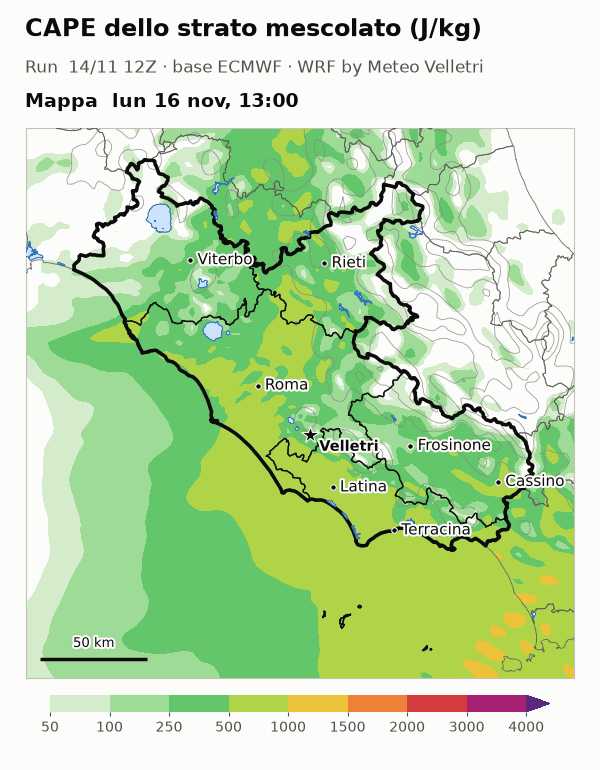 CAPE dello strato mescolato (J/kg)
Run  14/11 12Z · base ECMWF · WRF by Meteo Velletri
Mappa  lun 16 nov, 13:00
Viterbo
Rieti
Roma
Velletri
Frosinone
Cassino
Latina
Terracina
50 km
50 100 250 500 1000 1500 2000 3000 4000